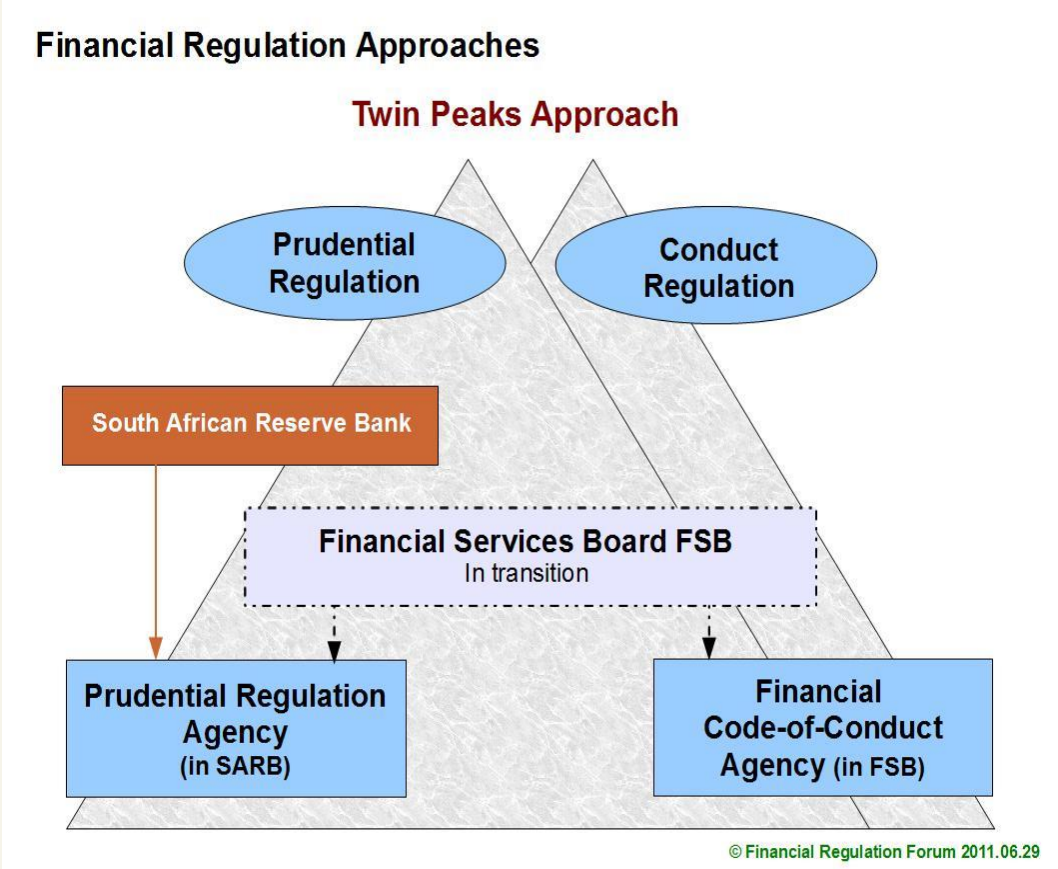 Financial Regulation Approaches
Twin Peaks Approach
Prudential
Regulation
Conduct
Regulation
South African Reserve Bank
Financial Services Board FSB
In transition
Prudential Regulation
Agency
(in SARB)
Financial
Code-of-Conduct
Agency (in FSB)
© Financial Regulation Forum 2011.06.29